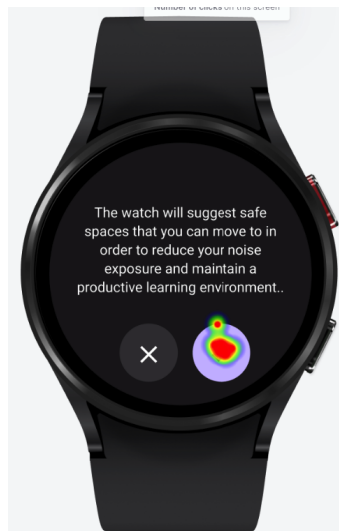 Number of clicks on this screen
The watch will suggest safe
spaces that you can move to in
order to reduce your noise
exposure and maintain a
productive learning environment..